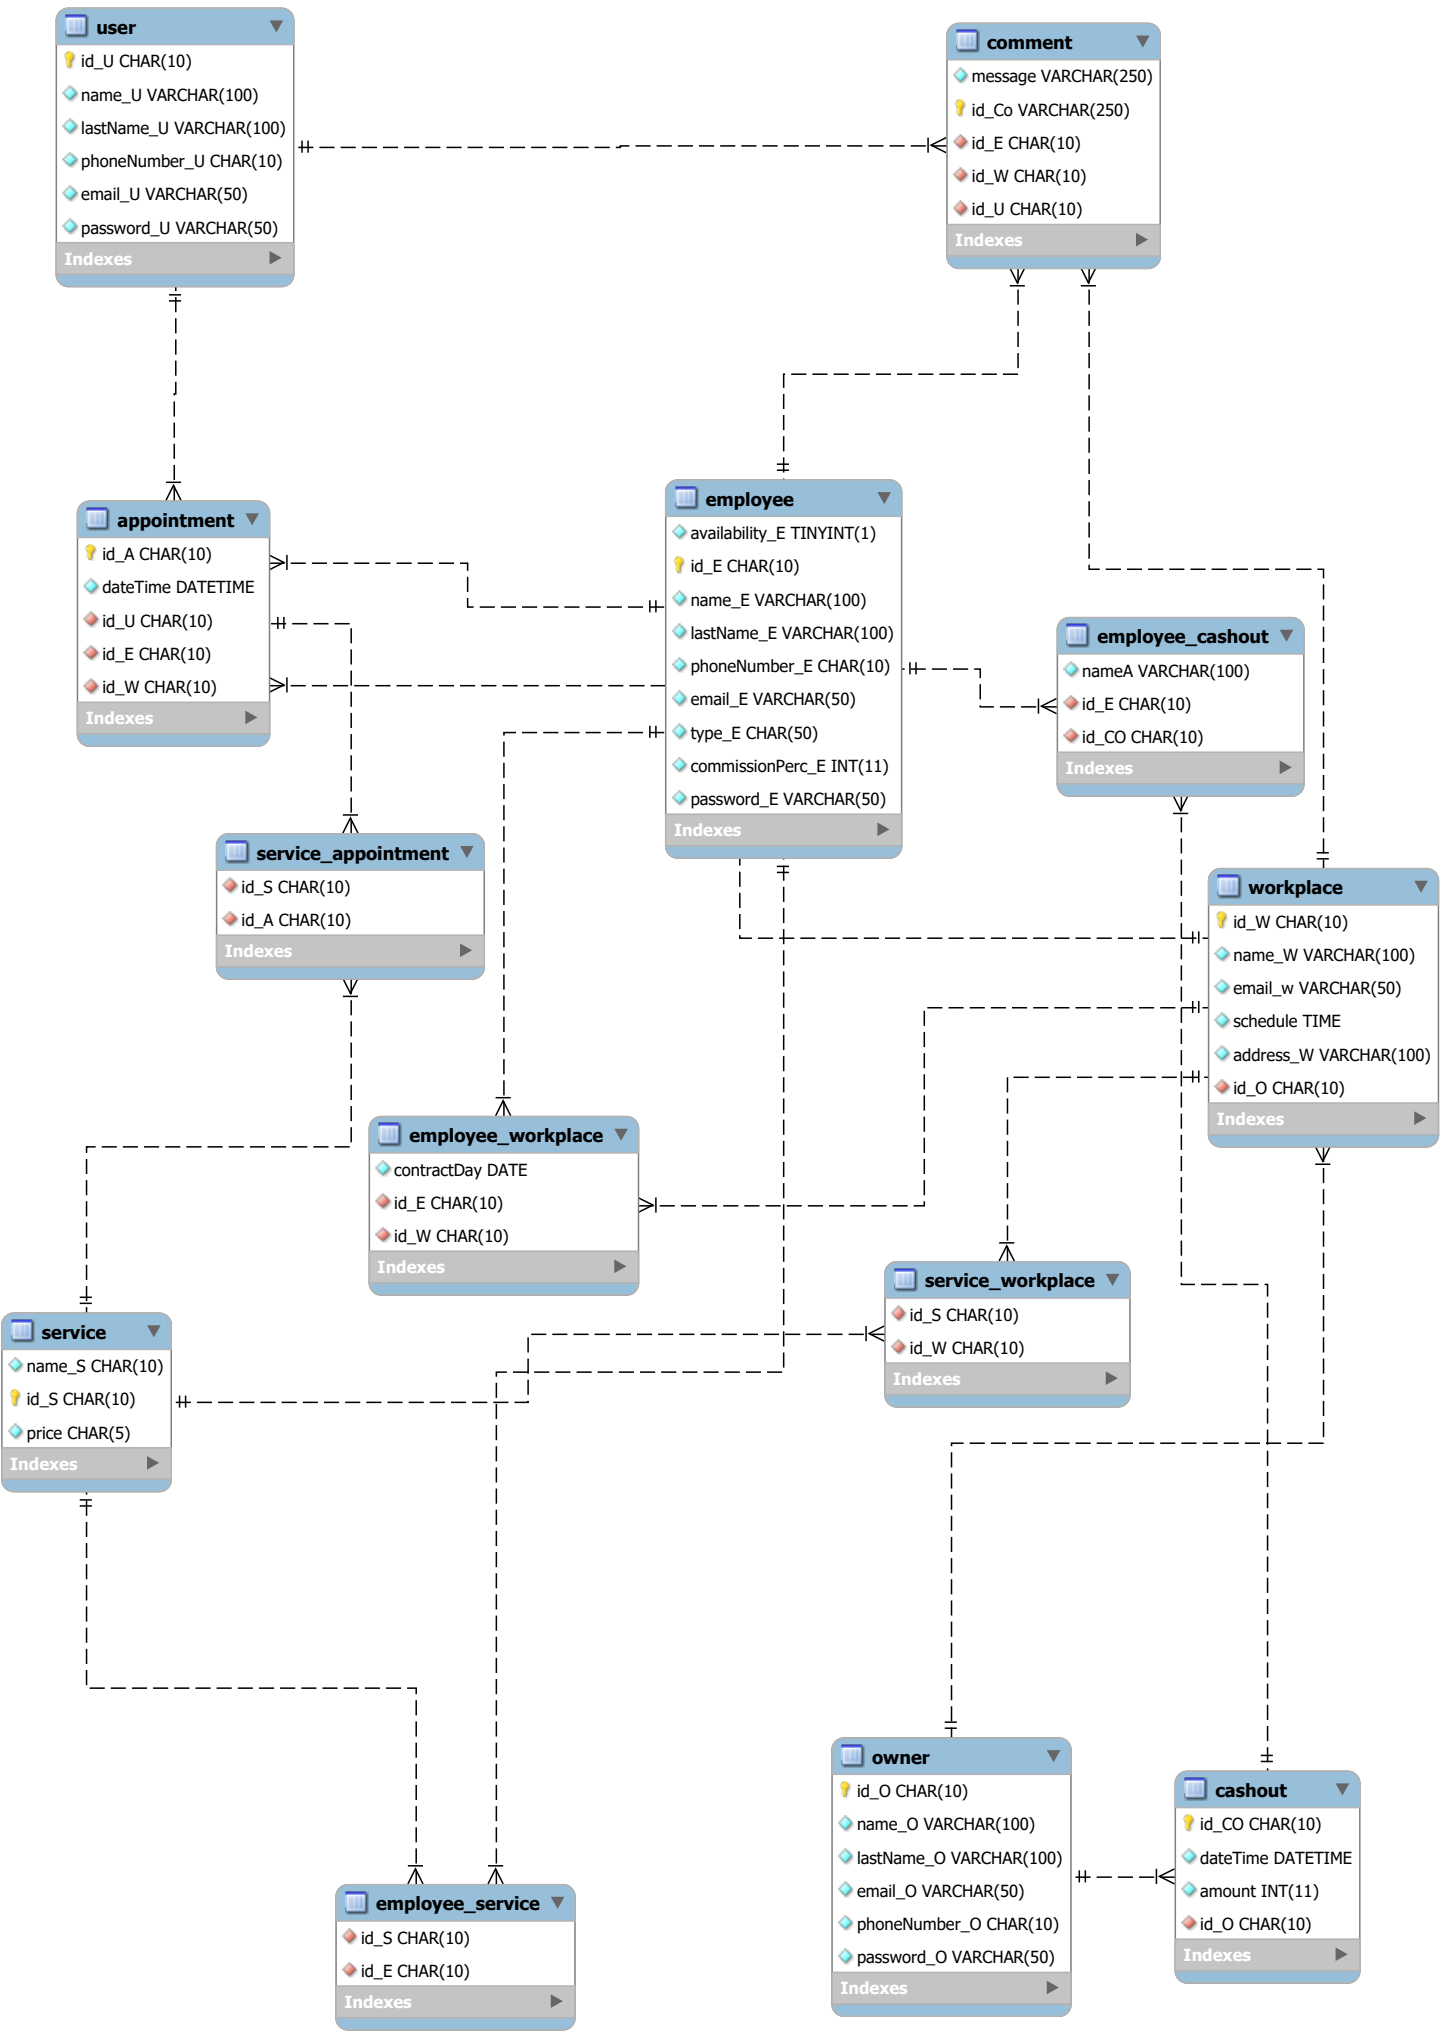 user
id_U CHAR(10)
name_U VARCHAR(100)
lastName_U VARCHAR(100)
phoneNumber_U CHAR(10)
email_U VARCHAR(50)
password_U VARCHAR(50)
Indexes
comment
message VARCHAR(250)
id_Co VARCHAR(250)
id_E CHAR(10)
id_W CHAR(10)
id_U CHAR(10)
Indexes
appointment
id_A CHAR(10)
dateTime DATETIME
id_U CHAR(10)
id_E CHAR(10)
id_W CHAR(10)
Indexes
employee
availability_E TINYINT(1)
id_E CHAR(10)
name_E VARCHAR(100)
lastName_E VARCHAR(100)
phoneNumber_E CHAR(10)
email_E VARCHAR(50)
type_E CHAR(50)
commissionPerc_E INT(11)
password_E VARCHAR(50)
Indexes
employee_cashout
nameA VARCHAR(100)
id_E CHAR(10)
id_CO CHAR(10)
Indexes
service_appointment
id_S CHAR(10)
id_A CHAR(10)
Indexes
workplace
id_W CHAR(10)
name_W VARCHAR(100)
email_w VARCHAR(50)
schedule TIME
address_W VARCHAR(100)
id_O CHAR(10)
Indexes
employee_workplace
contractDay DATE
id_E CHAR(10)
id_W CHAR(10)
Indexes
service_workplace
id_S CHAR(10)
id_W CHAR(10)
Indexes
service
name_S CHAR(10)
id_S CHAR(10)
price CHAR(5)
Indexes
owner
id_O CHAR(10)
name_O VARCHAR(100)
lastName_O VARCHAR(100)
email_O VARCHAR(50)
phoneNumber_O CHAR(10)
password_O VARCHAR(50)
Indexes
cashout
id_CO CHAR(10)
dateTime DATETIME
amount INT(11)
id_O CHAR(10)
Indexes
employee_service
id_S CHAR(10)
id_E CHAR(10)
Indexes